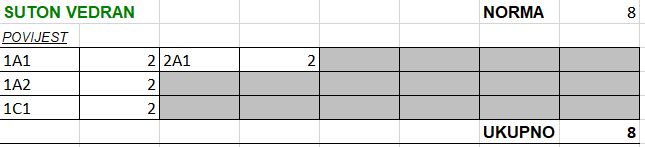 SUTON VEDRAN NORMA 8
POVIJEST
1A1 2 2A1 2
1A2 2
1C1 2
UKUPNO 8